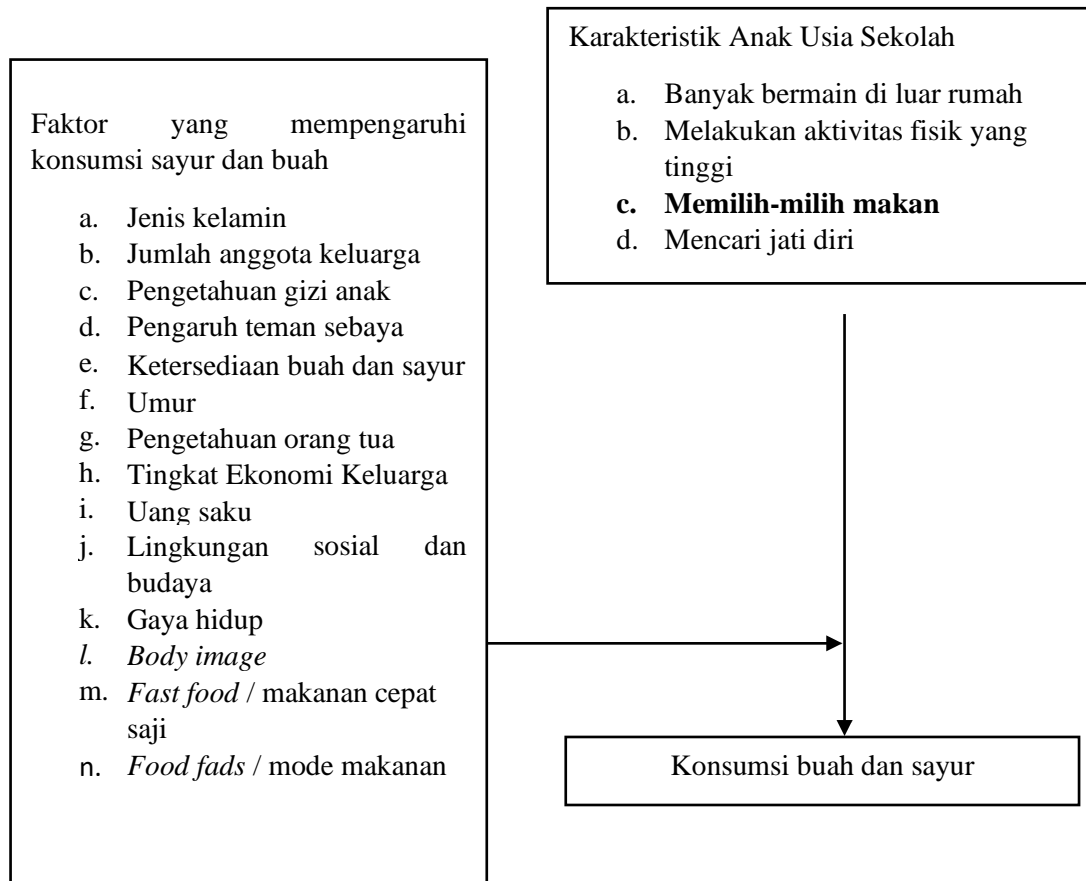 Karakteristik Anak Usia Sekolah
a. Banyak bermain di luar rumah
b. Melakukan aktivitas fisik yang
tinggi
c. Memilih-milih makan
d. Mencari jati diri
Faktor yang mempengaruhi
konsumsi sayur dan buah
a. Jenis kelamin
b. Jumlah anggota keluarga
c. Pengetahuan gizi anak
d. Pengaruh teman sebaya
e. Ketersediaan buah dan sayur
f. Umur
g. Pengetahuan orang tua
h. Tingkat Ekonomi Keluarga
i. Uang saku
j. Lingkungan sosial dan
budaya
k. Gaya hidup
l. Body image
m. Fast food / makanan cepat
saji
n. Food fads / mode makanan
Konsumsi buah dan sayur